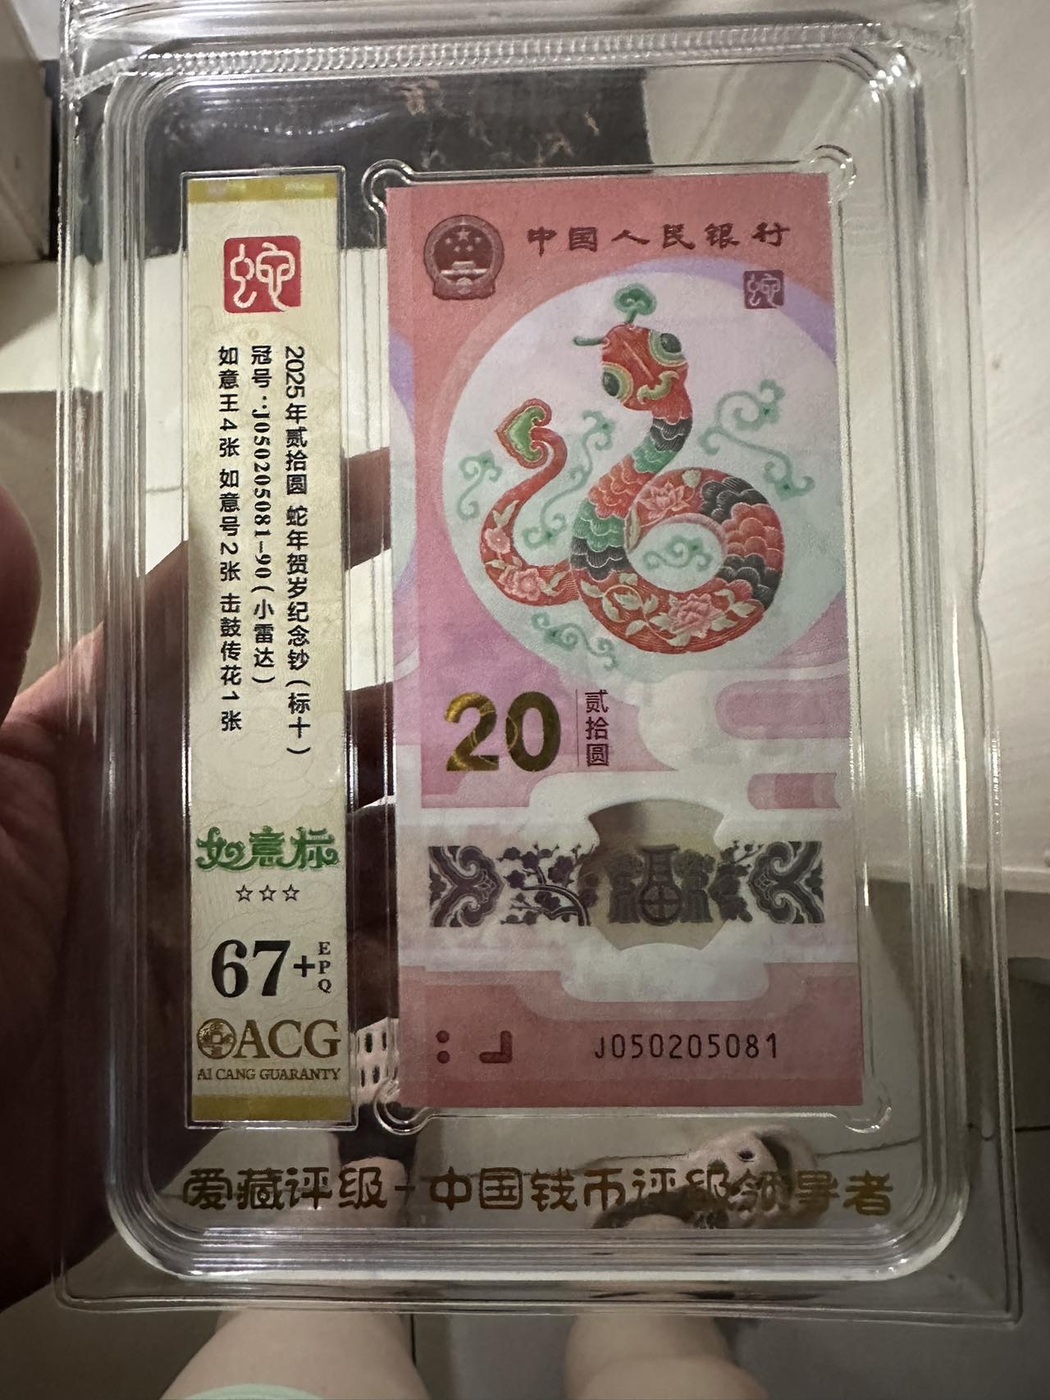 蛇
2025年贰拾圆 蛇年贺岁纪念钞(标十)
冠号:J050205081-90(小雷达)
如意王4张 如意号2张 击鼓传花1张
如意标
☆☆☆
67+EPQ
ACG
AI CANG GUARANTY
中国人民银行
蛇
20 贰拾圆
J050205081
爱藏评级-中国钱币评级领导者